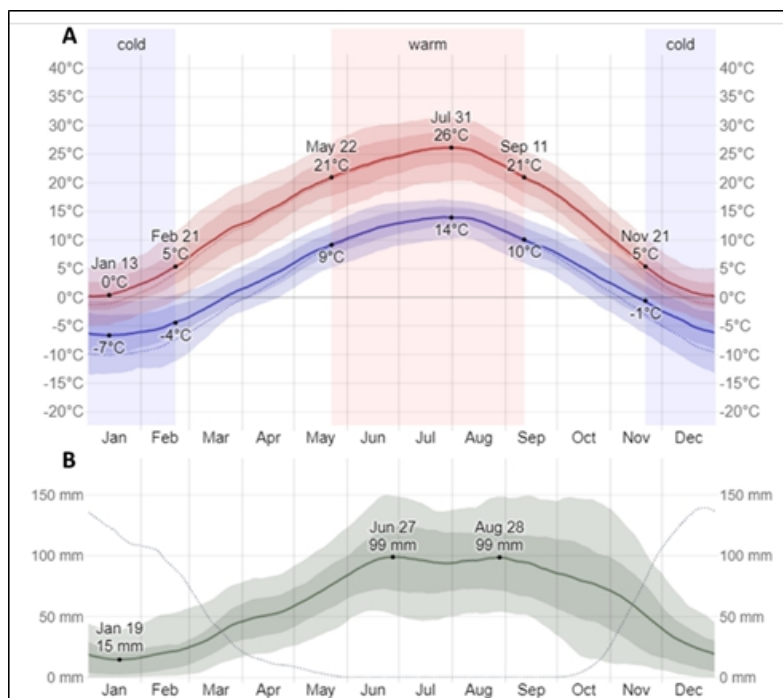 A
cold
warm
cold
40°C
40°C
35°C
35°C
Jul 31
30°C
26°C
30°C
May 22
Sep 11
25°C
21°C
21°C
25°C
20°C
20°C
15°C
15°C
Feb 21
Nov 21
10°C
5°C
14°C
10°C
5°C
10°C
Jan 13
9°C
5°C
0°C
5°C
0°C
0°C
-5°C
-4°C
-1°C
-5°C
-7°C
-10°C
-10°C
-15°C
-15°C
-20°C
-20°C
Jan Feb Mar Apr May Jun Jul Aug Sep Oct Nov Dec
B
150 mm
150 mm
Jun 27
Aug 28
99 mm
99 mm
100 mm
100 mm
50 mm
50 mm
Jan 19
15 mm
0 mm
0 mm
Jan Feb Mar Apr May Jun Jul Aug Sep Oct Nov Dec